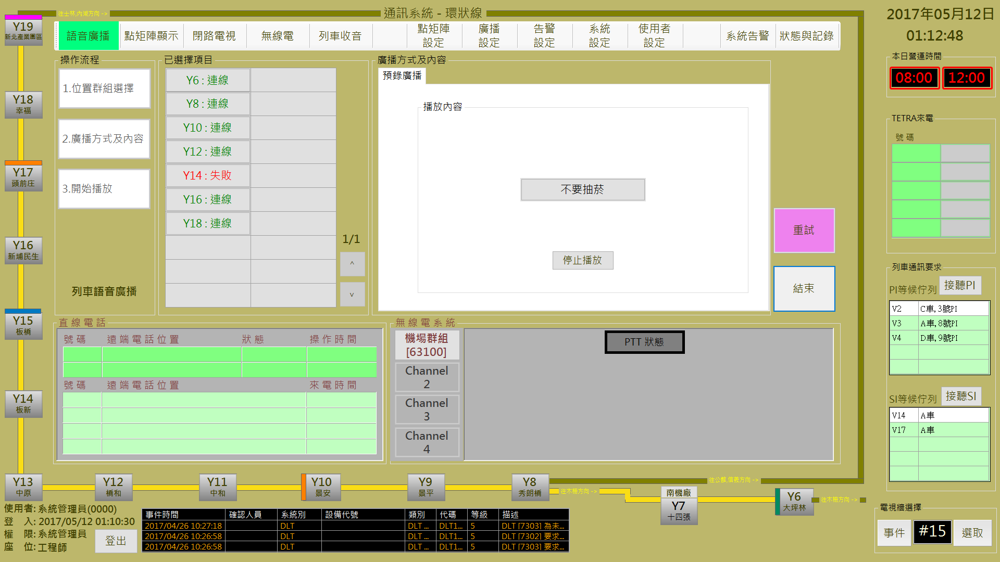 往士林,內湖方向 ->
通訊系統 - 環狀線
2017年05月12日
01:12:48
語音廣播
點矩陣顯示
閉路電視
無線電
列車收音
點矩陣
設定
廣播
設定
告警
設定
系統
設定
使用者
設定
系統告警
狀態與記錄
Y19
新北產業園區
Y18
幸福
Y17
頭前庄
Y16
新埔民生
Y15
板橋
Y14
板新
Y13
中原
Y12
橋和
Y11
中和
Y10
景安
Y9
景平
Y8
秀朗橋
南機廠
Y7
十四張
Y6
大坪林
往公館,信義方向 ->
往木柵方向 ->
往木柵方向 ->
操作流程
1.位置群組選擇
2.廣播方式及內容
3.開始播放
列車語音廣播
已選擇項目
Y6 : 連線
Y8 : 連線
Y10 : 連線
Y12 : 連線
Y14 : 失敗
Y16 : 連線
Y18 : 連線
1/1
^
v
廣播方式及內容
預錄廣播
播放內容
不要抽菸
停止播放
重試
結束
直線電話
號碼 遠端電話位置 狀態 操作時間
號碼 遠端電話位置 來電時間
無線電系統
機場群組
[63100]
Channel
2
Channel
3
Channel
4
PTT 狀態
本日營運時間
08:00 12:00
TETRA來電
號碼
列車通訊要求
PI等候佇列 接聽PI
V2 C車,3號PI
V3 A車,8號PI
V4 D車,9號PI
SI等候佇列 接聽SI
V14 A車
V17 A車
電視牆選擇
事件 #15 選取
使用者: 系統管理員(0000)
登 入: 2017/05/12 01:10:30
權 限: 系統管理員
座 位: 工程師
登出
事件時間 確認人員 系統別 設備代號 類別 代碼 等級 描述
2017/04/26 10:27:18 DLT DLT ... DLT1... 5 DLT [7303] 為未...
2017/04/26 10:26:58 DLT DLT ... DLT1... 5 DLT [7302] 要求...
2017/04/26 10:26:58 DLT DLT ... DLT1... 5 DLT [7303] 要求...